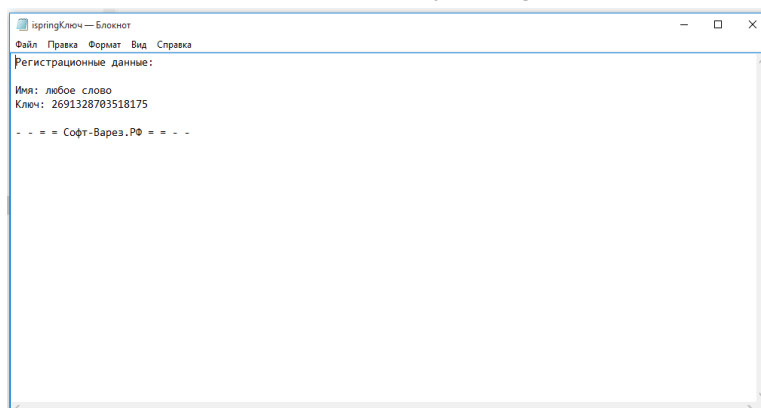 ispringКлюч — Блокнот
Файл Правка Формат Вид Справка
Регистрационные данные:
Имя: любое слово
Ключ: 2691328703518175
- - = = Софт-Варез.РФ = = - -